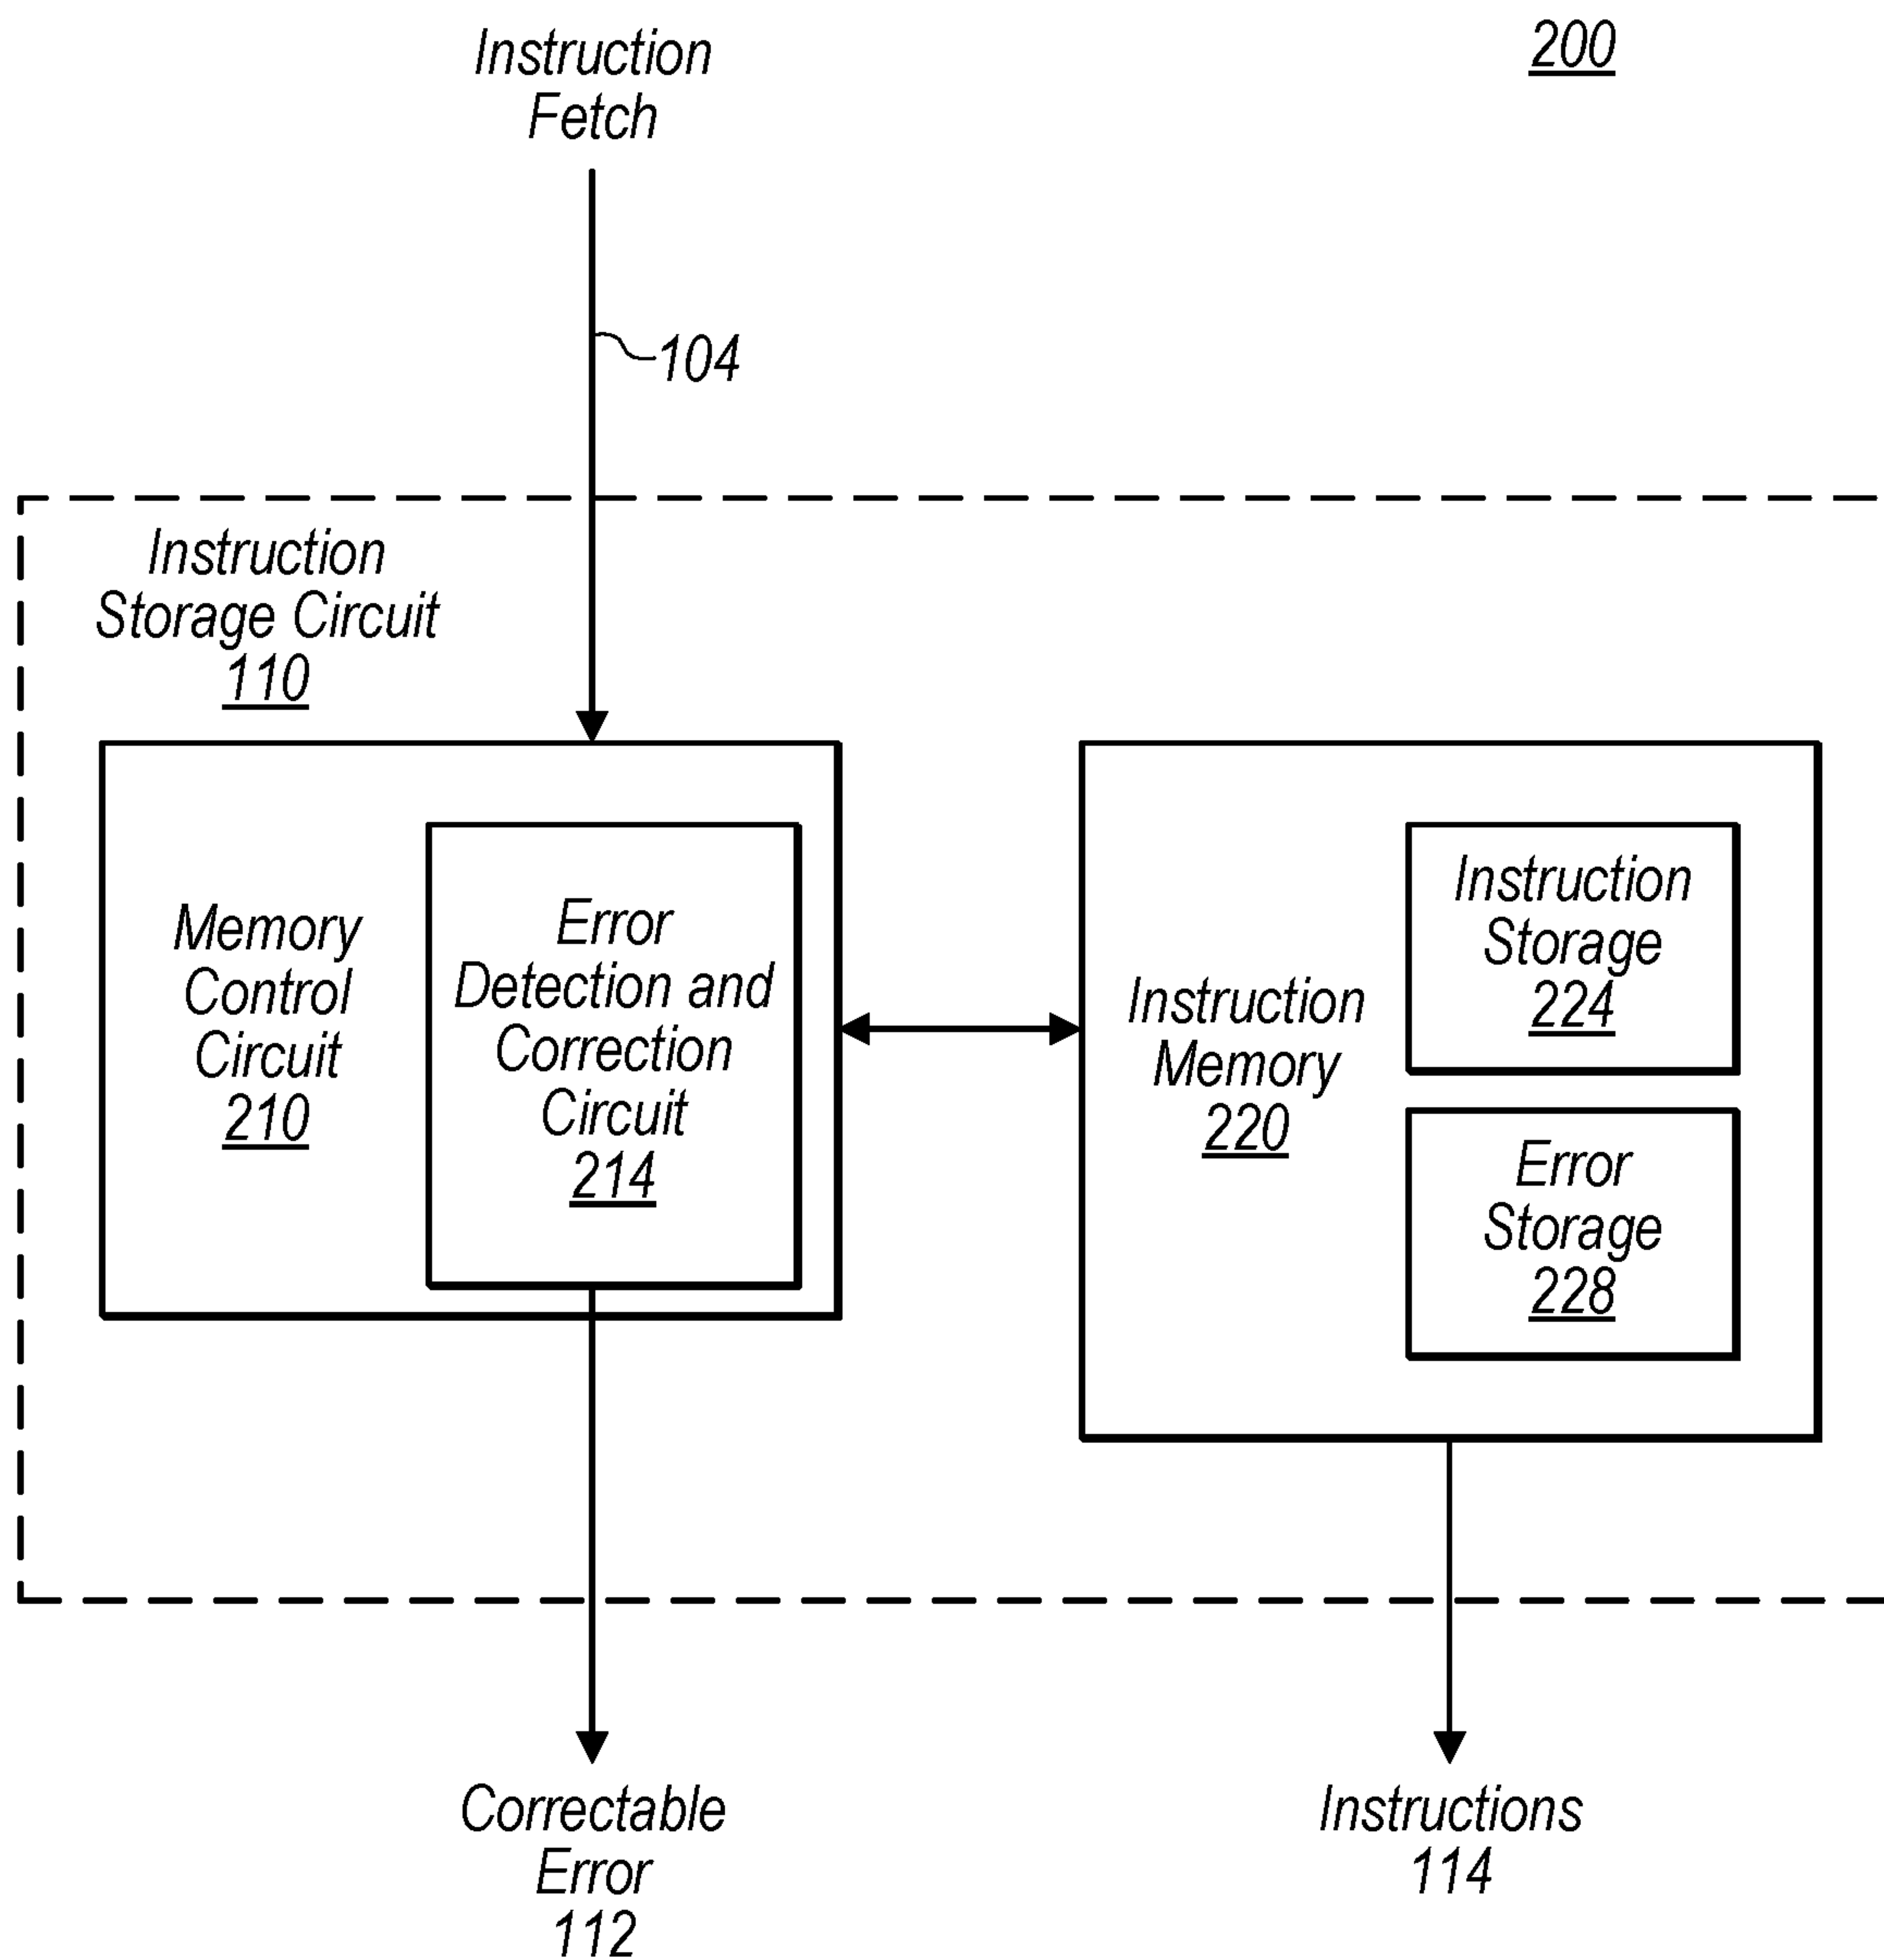 200
Instruction
Fetch
104
Instruction
Storage Circuit
110
Memory
Control
Circuit
210
Error
Detection and
Correction
Circuit
214
Instruction
Memory
220
Instruction
Storage
224
Error
Storage
228
Correctable
Error
112
Instructions
114